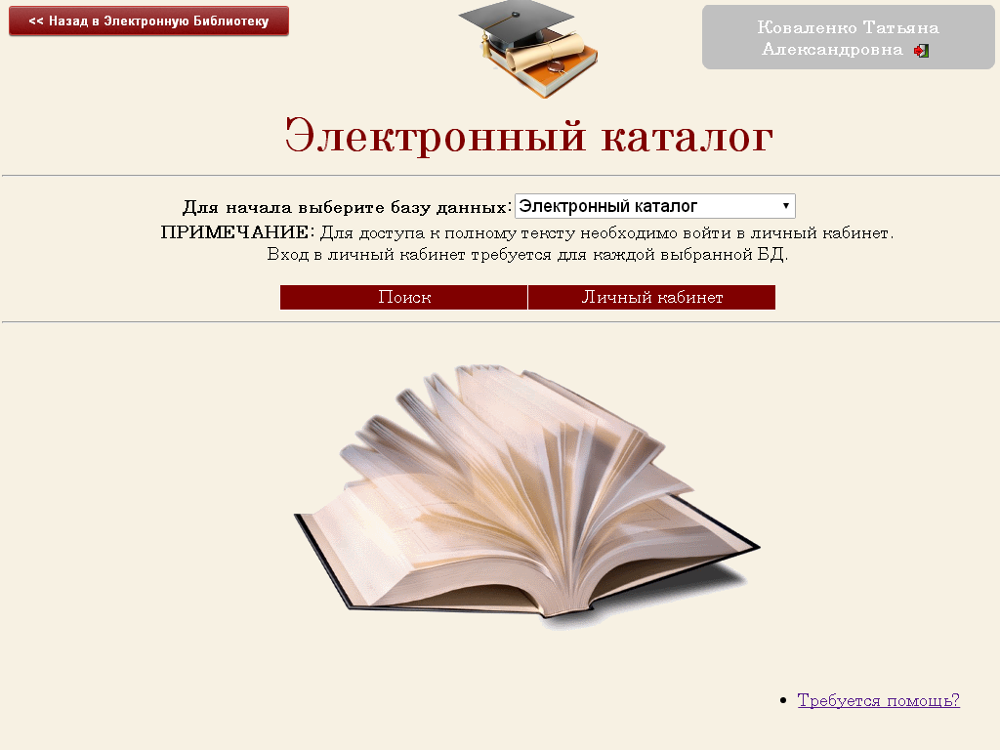 << Назад в Электронную Библиотеку
Коваленко Татьяна
Александровна
Электронный каталог
Для начала выберите базу данных: Электронный каталог
ПРИМЕЧАНИЕ: Для доступа к полному тексту необходимо войти в личный кабинет.
Вход в личный кабинет требуется для каждой выбранной БД.
Поиск Личный кабинет
Требуется помощь?